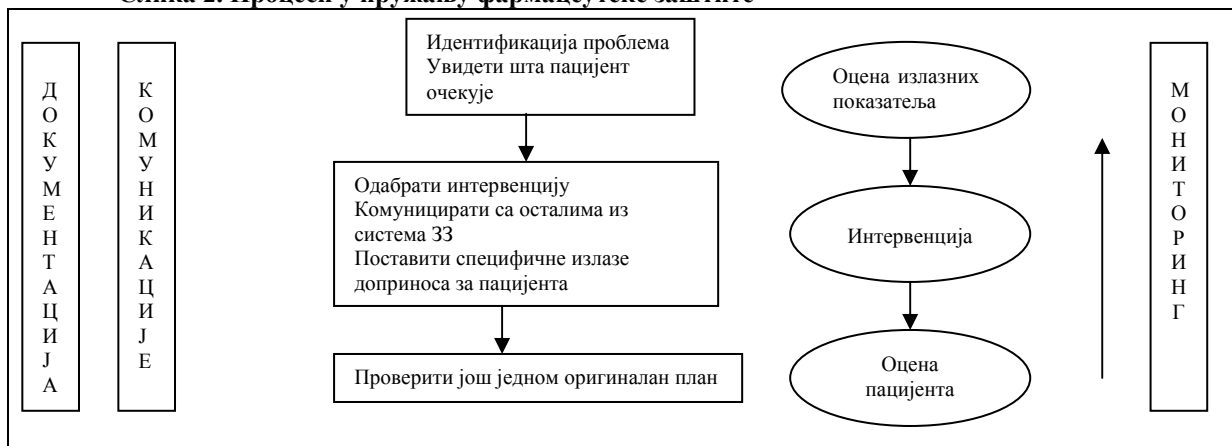 Слика 2. Процеси у пружању фармацеутске заштите
ДОКУМЕНТАЦИЈА
КОМУНИКАЦИЈЕ
Идентификација проблема
Увидети шта пацијент
очекује
Одабрати интервенцију
Комуницирати са осталима из
система ЗЗ
Поставити специфичне излазе
доприноса за пацијента
Проверити још једном оригиналан план
Оцена излазних
показатеља
Интервенција
Оцена
пацијента
МОНИТОРИНГ